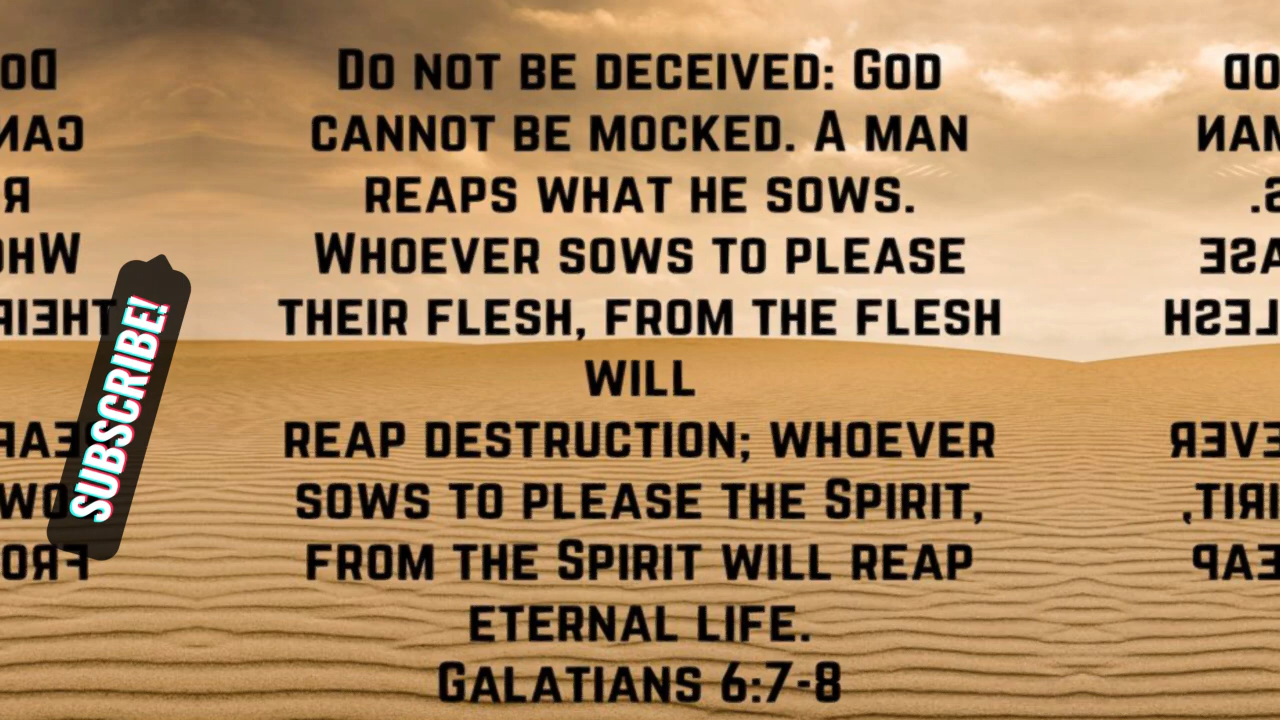 Do not be deceived: God
cannot be mocked. A man
reaps what he sows.
Whoever sows to please
their flesh, from the flesh
will
reap destruction; whoever
sows to please the Spirit,
from the Spirit will reap
eternal life.
Galatians 6:7-8
SUBSCRIBE!